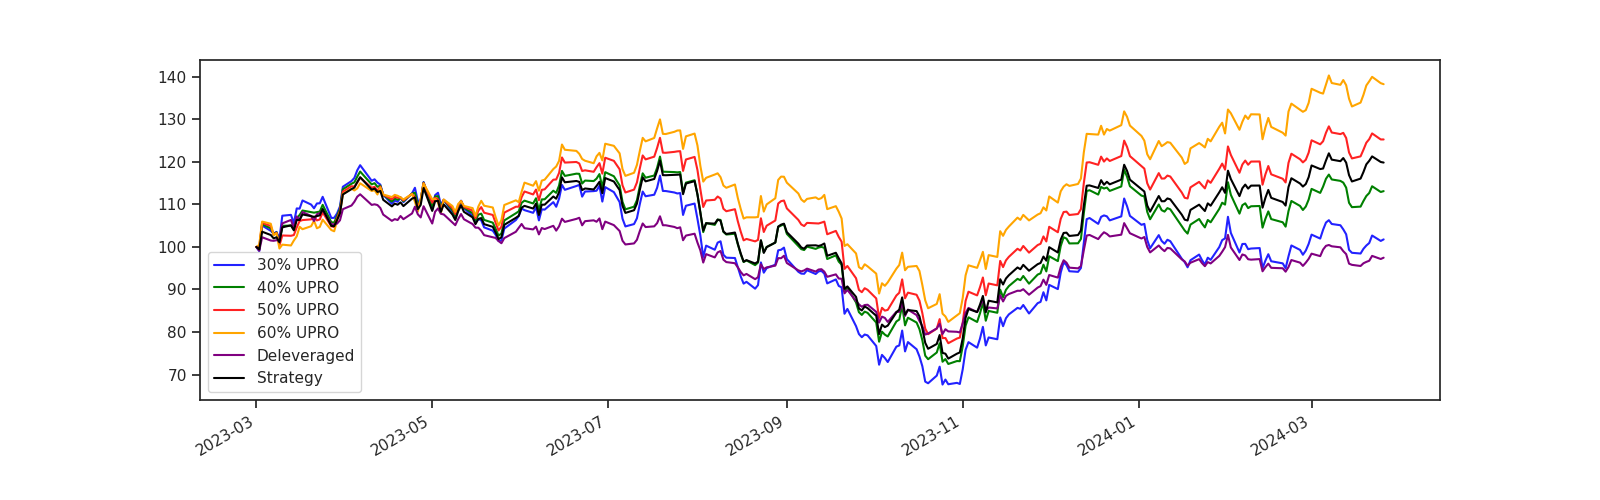 140
130
120
110
100
90
80
70
30% UPRO
40% UPRO
50% UPRO
60% UPRO
Deleveraged
Strategy
2023-03
2023-05
2023-07
2023-09
2023-11
2024-01
2024-03